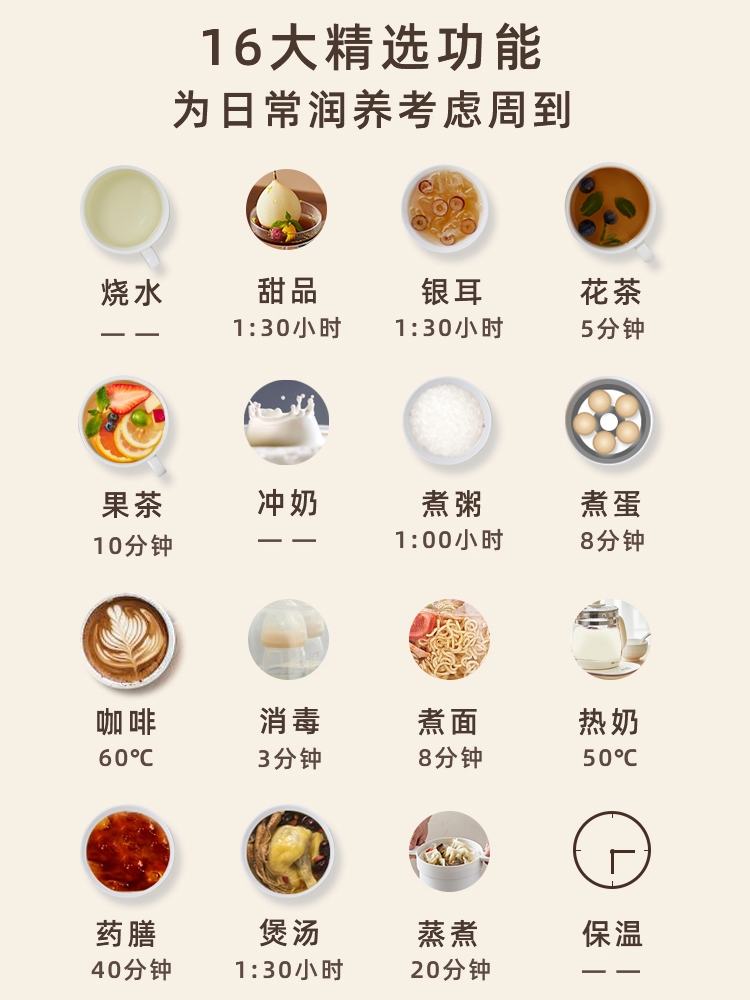 16大精选功能
为日常润养考虑周到
烧水 甜品 银耳 花茶
— — 1:30小时 1:30小时 5分钟
果茶 冲奶 煮粥 煮蛋
10分钟 — — 1:00小时 8分钟
咖啡 消毒 煮面 热奶
60℃ 3分钟 8分钟 50℃
药膳 煲汤 蒸煮 保温
40分钟 1:30小时 20分钟 — —